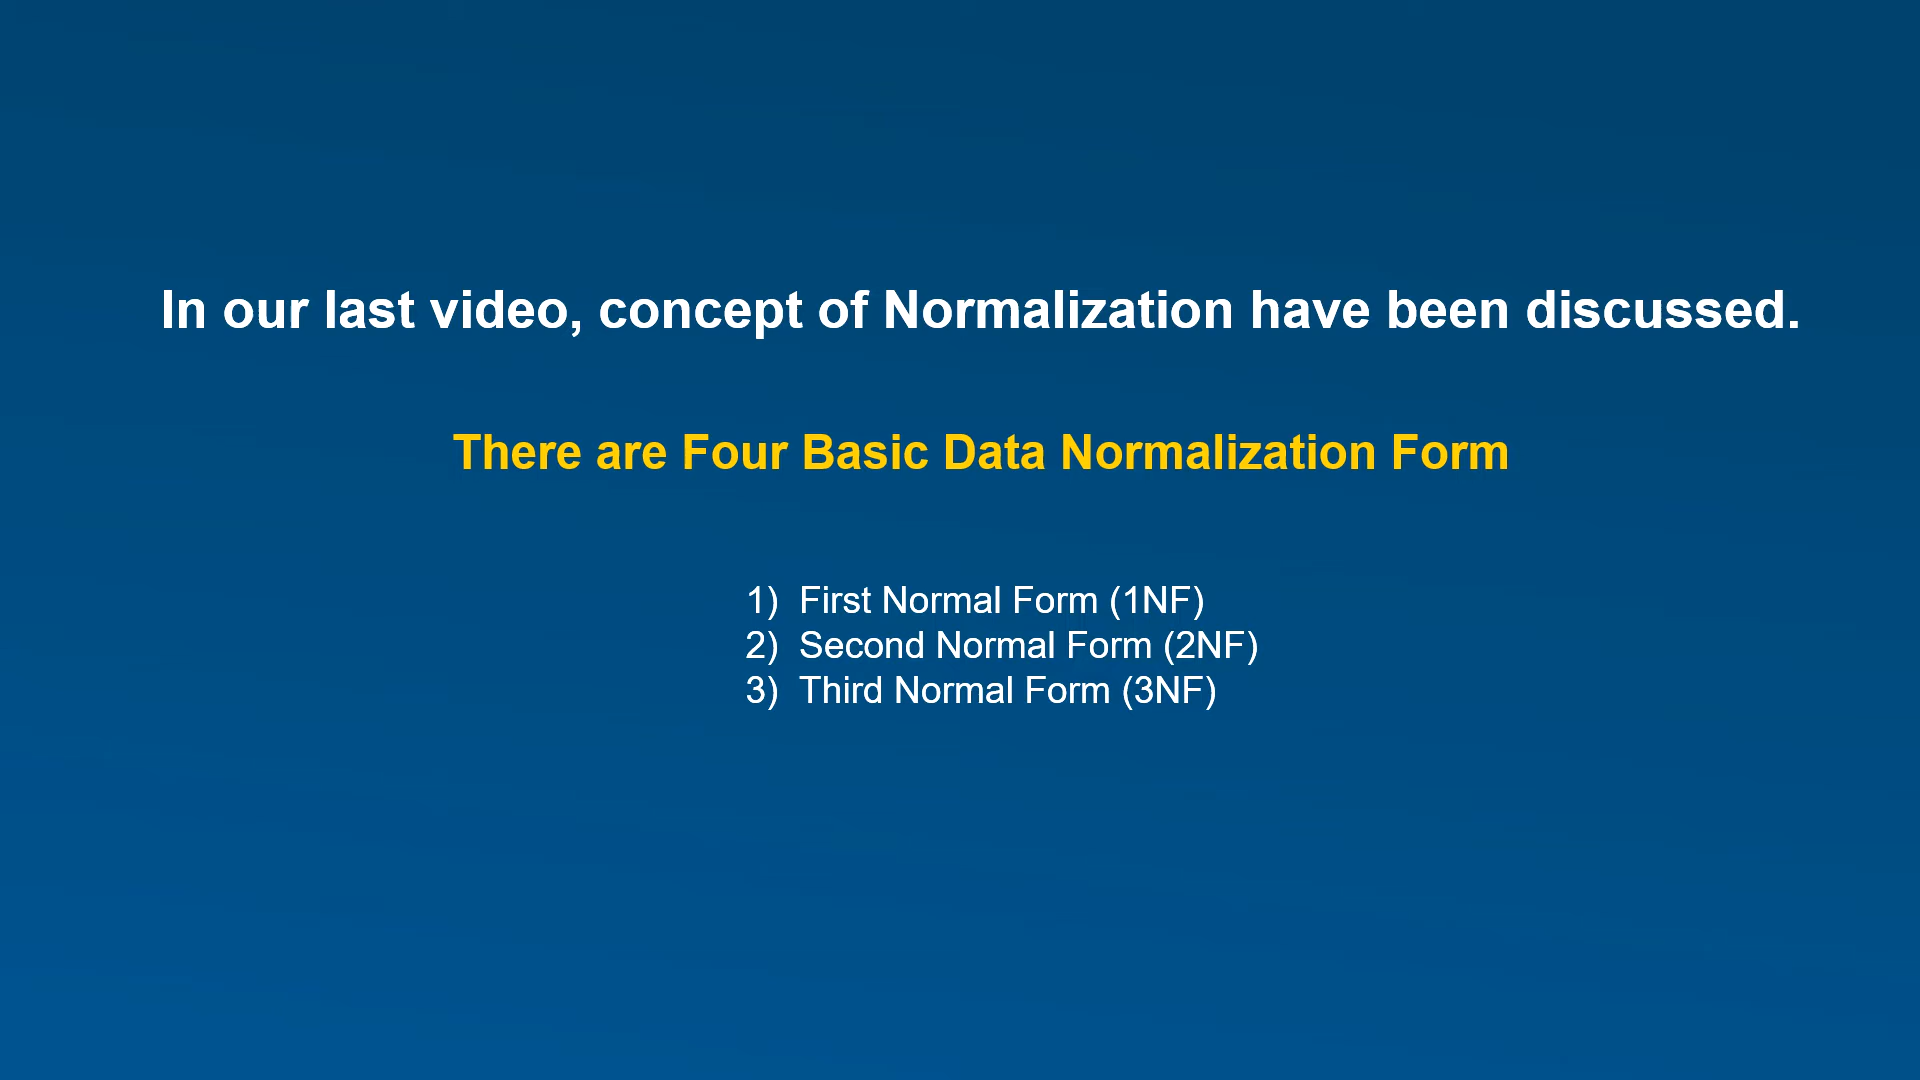 In our last video, concept of Normalization have been discussed.
There are Four Basic Data Normalization Form
1) First Normal Form (1NF)
2) Second Normal Form (2NF)
3) Third Normal Form (3NF)